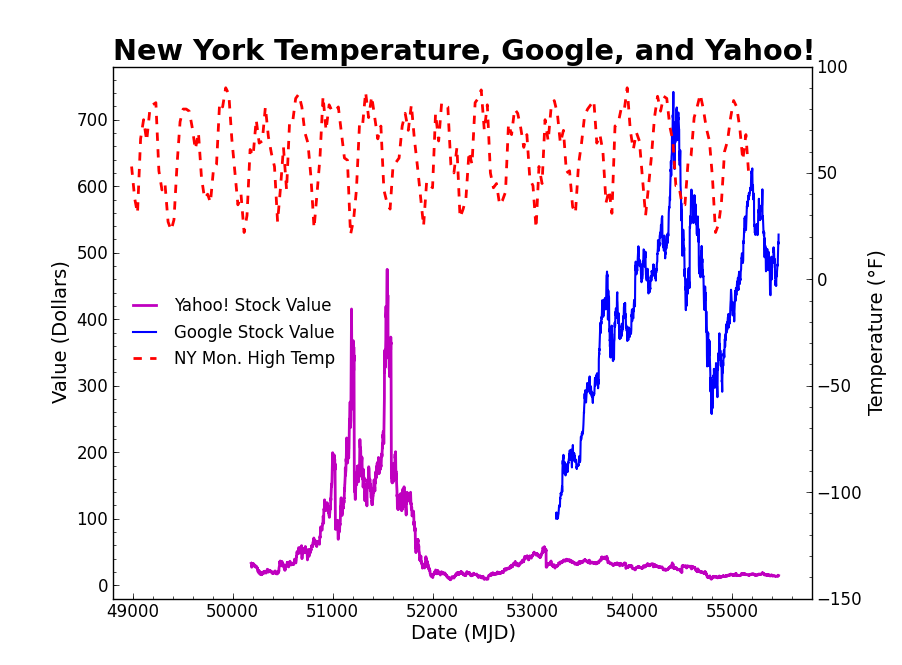 New York Temperature, Google, and Yahoo!
Value (Dollars)
700
600
500
400
300
200
100
0
Yahoo! Stock Value
Google Stock Value
NY Mon. High Temp
100
50
0
−50
−100
−150
Temperature (°F)
49000 50000 51000 52000 53000 54000 55000
Date (MJD)